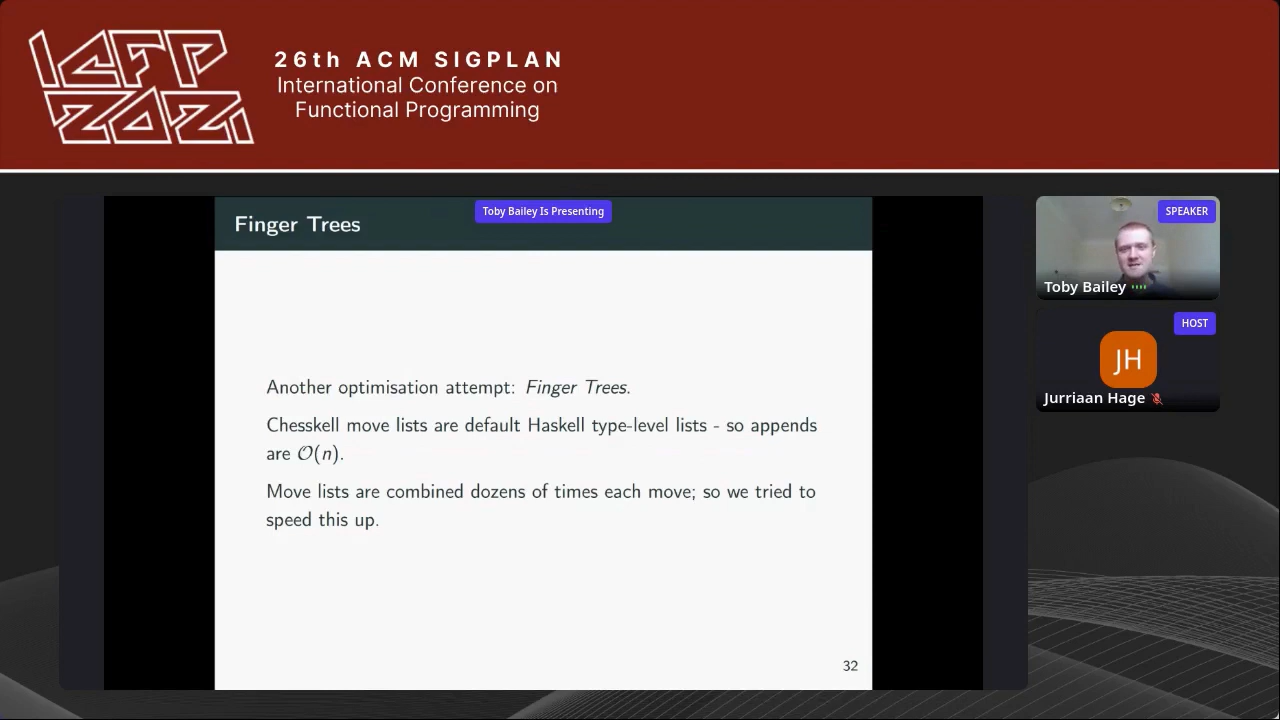 ICFP
2021
26th ACM SIGPLAN
International Conference on
Functional Programming
Toby Bailey Is Presenting
Finger Trees
Another optimisation attempt: Finger Trees.
Chesskell move lists are default Haskell type-level lists - so appends
are O(n).
Move lists are combined dozens of times each move; so we tried to
speed this up.
32
SPEAKER
Toby Bailey
HOST
JH
Jurriaan Hage